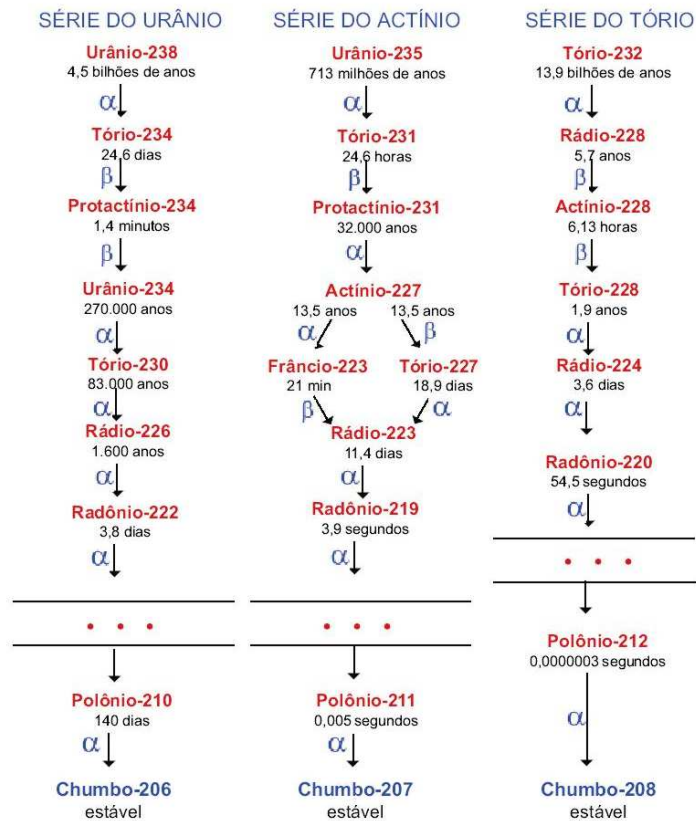 SÉRIE DO URÂNIO
Urânio-238
4,5 bilhões de anos
α
Tório-234
24,6 dias
β
Protactínio-234
1,4 minutos
β
Urânio-234
270.000 anos
α
Tório-230
83.000 anos
α
Rádio-226
1.600 anos
α
Radônio-222
3,8 dias
α
• • •
Polônio-210
140 dias
α
Chumbo-206
estável
SÉRIE DO ACTÍNIO
Urânio-235
713 milhões de anos
α
Tório-231
24,6 horas
β
Protactínio-231
32.000 anos
α
Actínio-227
13,5 anos 13,5 anos
α β
Frâncio-223 Tório-227
21 min 18,9 dias
β α
Rádio-223
11,4 dias
α
Radônio-219
3,9 segundos
α
• • •
Polônio-211
0,005 segundos
α
Chumbo-207
estável
SÉRIE DO TÓRIO
Tório-232
13,9 bilhões de anos
α
Rádio-228
5,7 anos
β
Actínio-228
6,13 horas
β
Tório-228
1,9 anos
α
Rádio-224
3,6 dias
α
Radônio-220
54,5 segundos
α
• • •
Polônio-212
0,0000003 segundos
α
Chumbo-208
estável